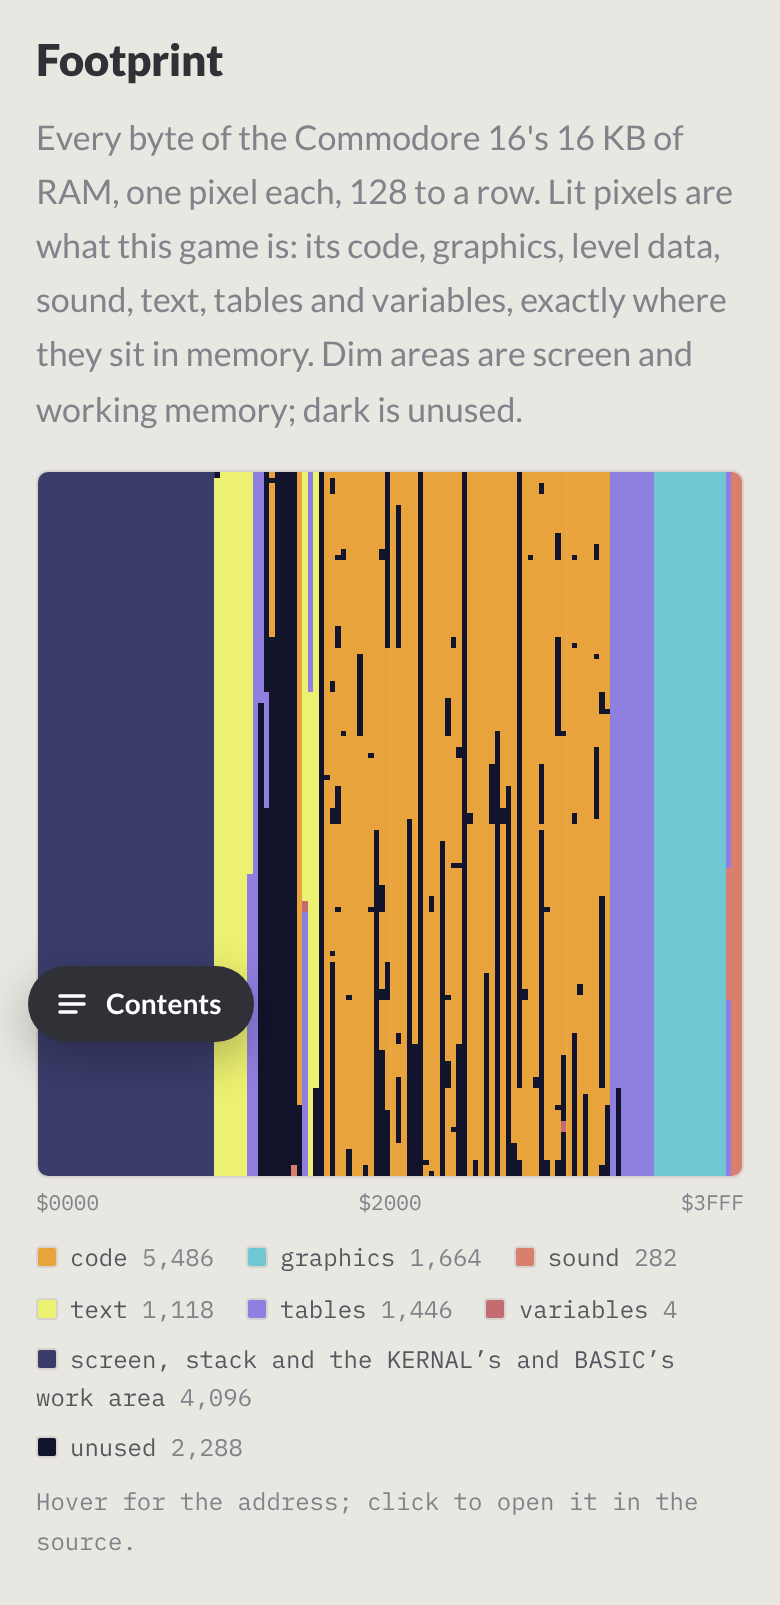 Footprint
Every byte of the Commodore 16's 16 KB of
RAM, one pixel each, 128 to a row. Lit pixels are
what this game is: its code, graphics, level data,
sound, text, tables and variables, exactly where
they sit in memory. Dim areas are screen and
working memory; dark is unused.
Contents
$0000 $2000 $3FFF
code 5,486 graphics 1,664 sound 282
text 1,118 tables 1,446 variables 4
screen, stack and the KERNAL’s and BASIC’s
work area 4,096
unused 2,288
Hover for the address; click to open it in the
source.